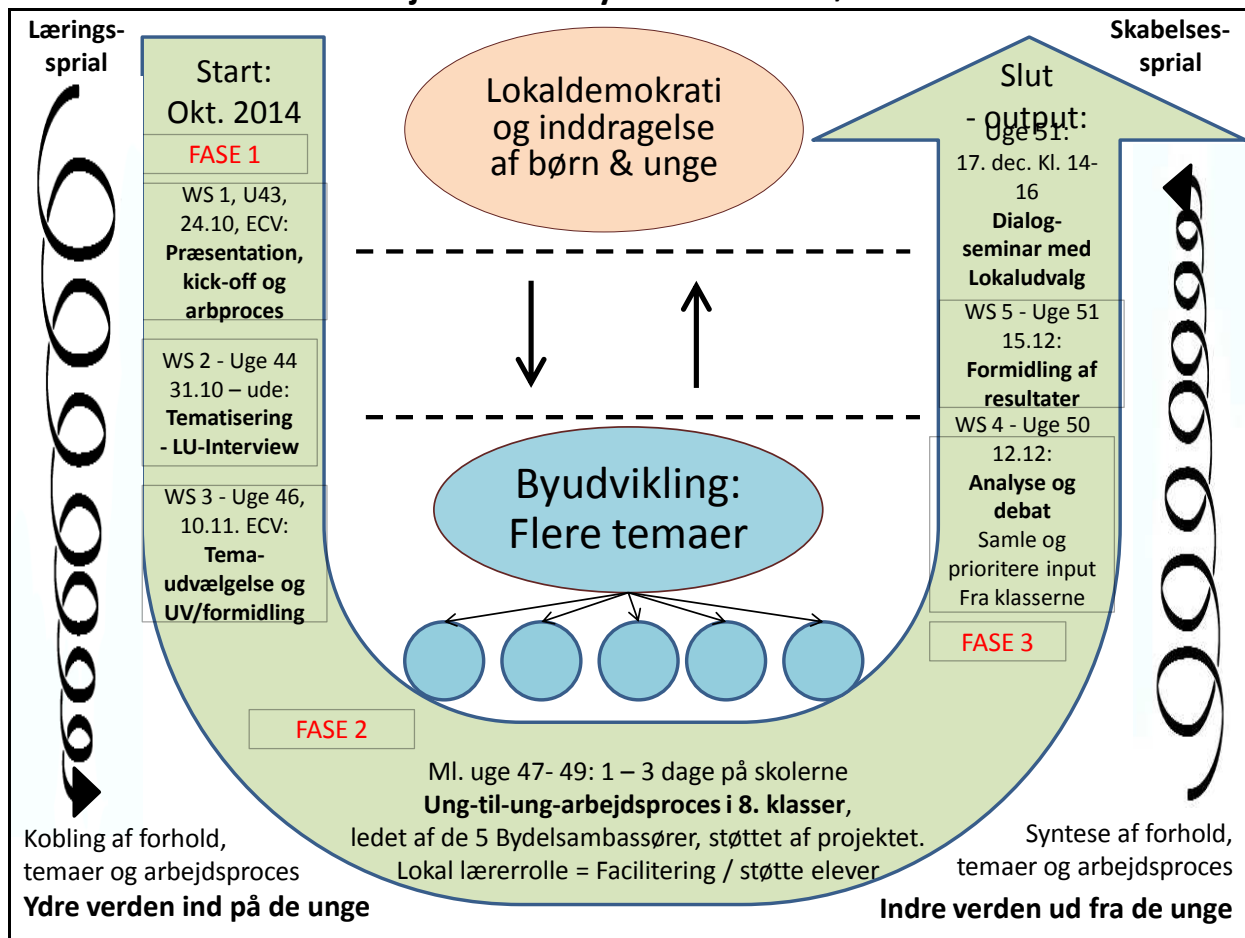 Lærings-
sprial
Start:
Okt. 2014
FASE 1
WS 1, U43,
24.10, ECV:
Præsentation,
kick-off og
arbproces
WS 2 - Uge 44
31.10 – ude:
Tematisering
- LU-Interview
WS 3 - Uge 46,
10.11. ECV:
Tema-
udvælgelse og
UV/formidling
Lokaldemokrati
og inddragelse
af børn & unge
Byudvikling:
Flere temaer
FASE 2
Ml. uge 47- 49: 1 – 3 dage på skolerne
Ung-til-ung-arbejdsproces i 8. klasser,
ledet af de 5 Bydelsambassører, støttet af projektet.
Lokal lærerrolle = Facilitering / støtte elever
Skabelses-
sprial
Slut
- output:
Uge 51:
17. dec. Kl. 14-
16
Dialog-
seminar med
Lokaludvalg
WS 5 - Uge 51
15.12:
Formidling af
resultater
WS 4 - Uge 50
12.12:
Analyse og
debat
Samle og
prioritere input
Fra klasserne
FASE 3
Kobling af forhold,
temaer og arbejdsproces
Ydre verden ind på de unge
Syntese af forhold,
temaer og arbejdsproces
Indre verden ud fra de unge